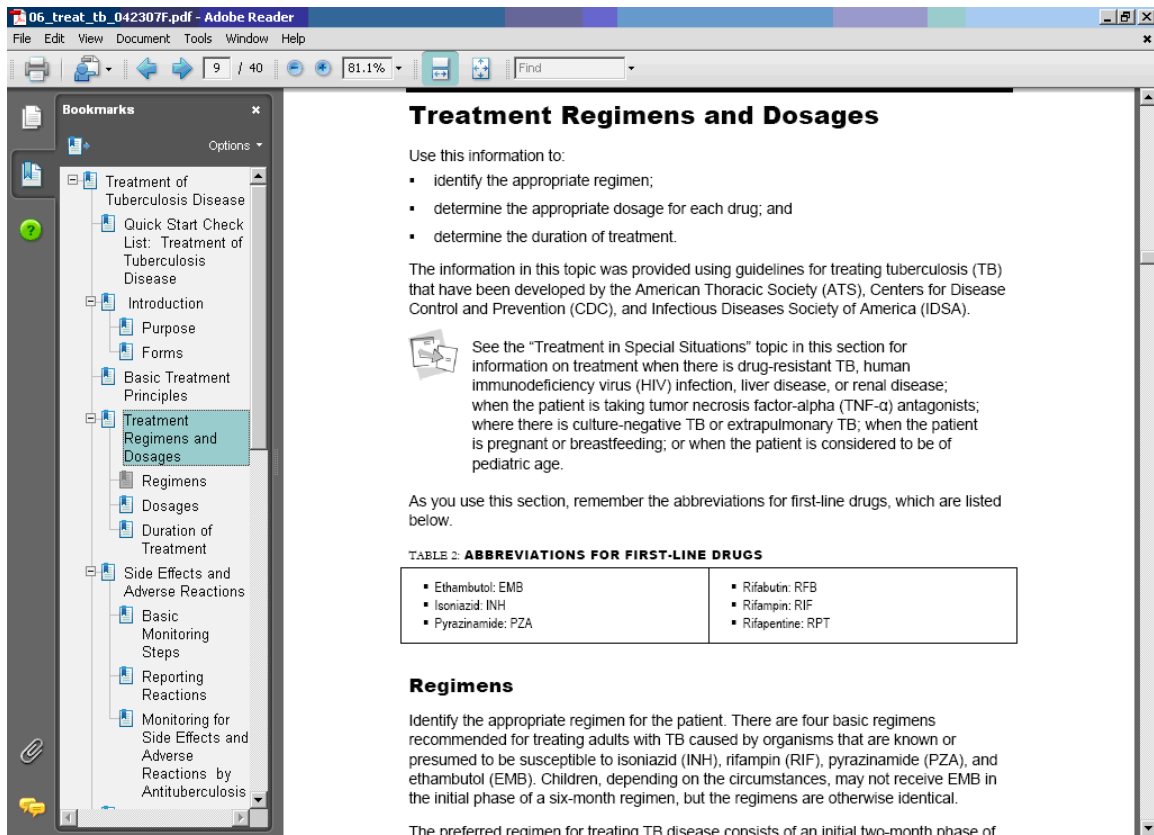 06_treat_tb_042307F.pdf - Adobe Reader
File Edit View Document Tools Window Help
9 / 40 81.1% Find
Bookmarks
Options
Treatment of
Tuberculosis Disease
Quick Start Check
List: Treatment of
Tuberculosis
Disease
Introduction
Purpose
Forms
Basic Treatment
Principles
Treatment
Regimens and
Dosages
Regimens
Dosages
Duration of
Treatment
Side Effects and
Adverse Reactions
Basic
Monitoring
Steps
Reporting
Reactions
Monitoring for
Side Effects and
Adverse
Reactions by
Antituberculosis
Treatment Regimens and Dosages
Use this information to:
▪ identify the appropriate regimen;
▪ determine the appropriate dosage for each drug; and
▪ determine the duration of treatment.
The information in this topic was provided using guidelines for treating tuberculosis (TB)
that have been developed by the American Thoracic Society (ATS), Centers for Disease
Control and Prevention (CDC), and Infectious Diseases Society of America (IDSA).
See the “Treatment in Special Situations” topic in this section for
information on treatment when there is drug-resistant TB, human
immunodeficiency virus (HIV) infection, liver disease, or renal disease;
when the patient is taking tumor necrosis factor-alpha (TNF-α) antagonists;
where there is culture-negative TB or extrapulmonary TB; when the patient
is pregnant or breastfeeding; or when the patient is considered to be of
pediatric age.
As you use this section, remember the abbreviations for first-line drugs, which are listed
below.
TABLE 2: ABBREVIATIONS FOR FIRST-LINE DRUGS
▪ Ethambutol: EMB
▪ Isoniazid: INH
▪ Pyrazinamide: PZA
▪ Rifabutin: RFB
▪ Rifampin: RIF
▪ Rifapentine: RPT
Regimens
Identify the appropriate regimen for the patient. There are four basic regimens
recommended for treating adults with TB caused by organisms that are known or
presumed to be susceptible to isoniazid (INH), rifampin (RIF), pyrazinamide (PZA), and
ethambutol (EMB). Children, depending on the circumstances, may not receive EMB in
the initial phase of a six-month regimen, but the regimens are otherwise identical.
The preferred regimen for treating TB disease consists of an initial two-month phase of